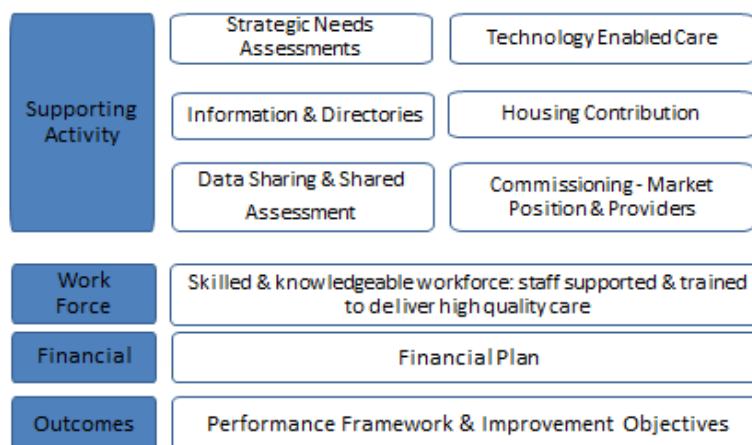 Supporting
Activity
Strategic Needs
Assessments
Technology Enabled Care
Information & Directories
Housing Contribution
Data Sharing & Shared
Assessment
Commissioning - Market
Position & Providers
Work
Force
Skilled & knowledgeable workforce: staff supported & trained
to deliver high quality care
Financial
Financial Plan
Outcomes
Performance Framework & Improvement Objectives